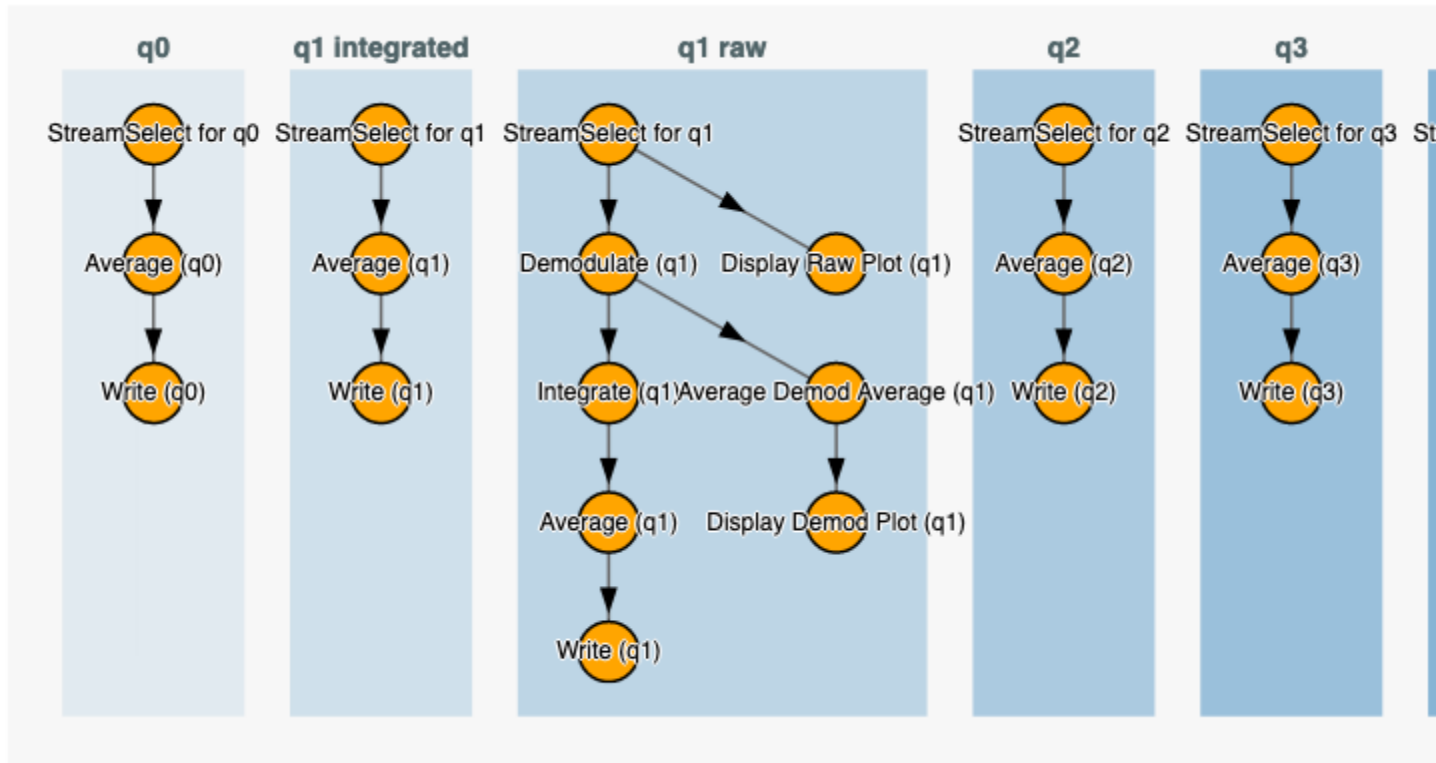 q0
q1 integrated
q1 raw
q2
q3
StreamSelect for q0
StreamSelect for q1
StreamSelect for q1
StreamSelect for q2
StreamSelect for q3
St
Average (q0)
Average (q1)
Demodulate (q1)
Display Raw Plot (q1)
Average (q2)
Average (q3)
Write (q0)
Write (q1)
Integrate (q1)
Average Demod Average (q1)
Write (q2)
Write (q3)
Average (q1)
Display Demod Plot (q1)
Write (q1)